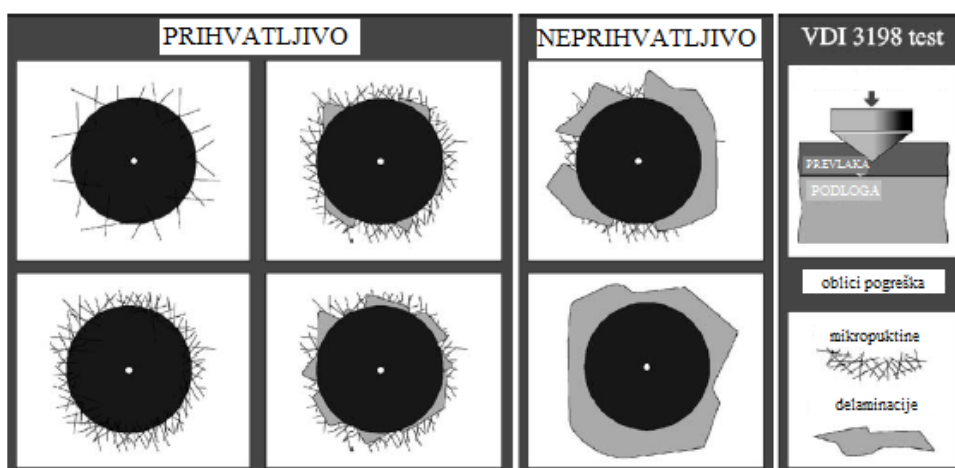 PRIHVATLJIVO
NEPRIHVATLJIVO
VDI 3198 test
PREVLAKA
PODLOGA
oblici pogreška
mikropuktine
delaminacije